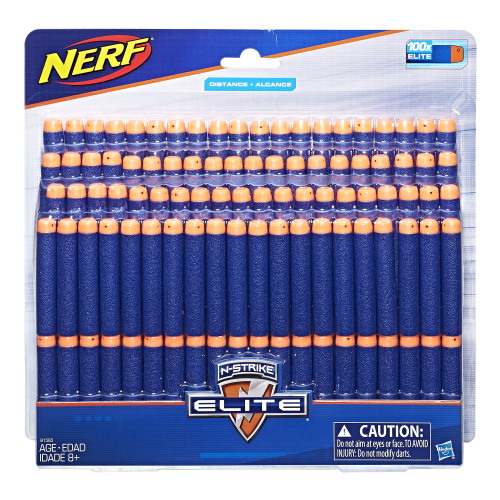 NERF
100x
ELITE
DISTANCE • ALCANCE
N-STRIKE
ELITE
B1565
AGE • EDAD
IDADE 8+
CAUTION:
Do not aim at eyes or face. TO AVOID
INJURY: Do not modify darts.
Hasbro